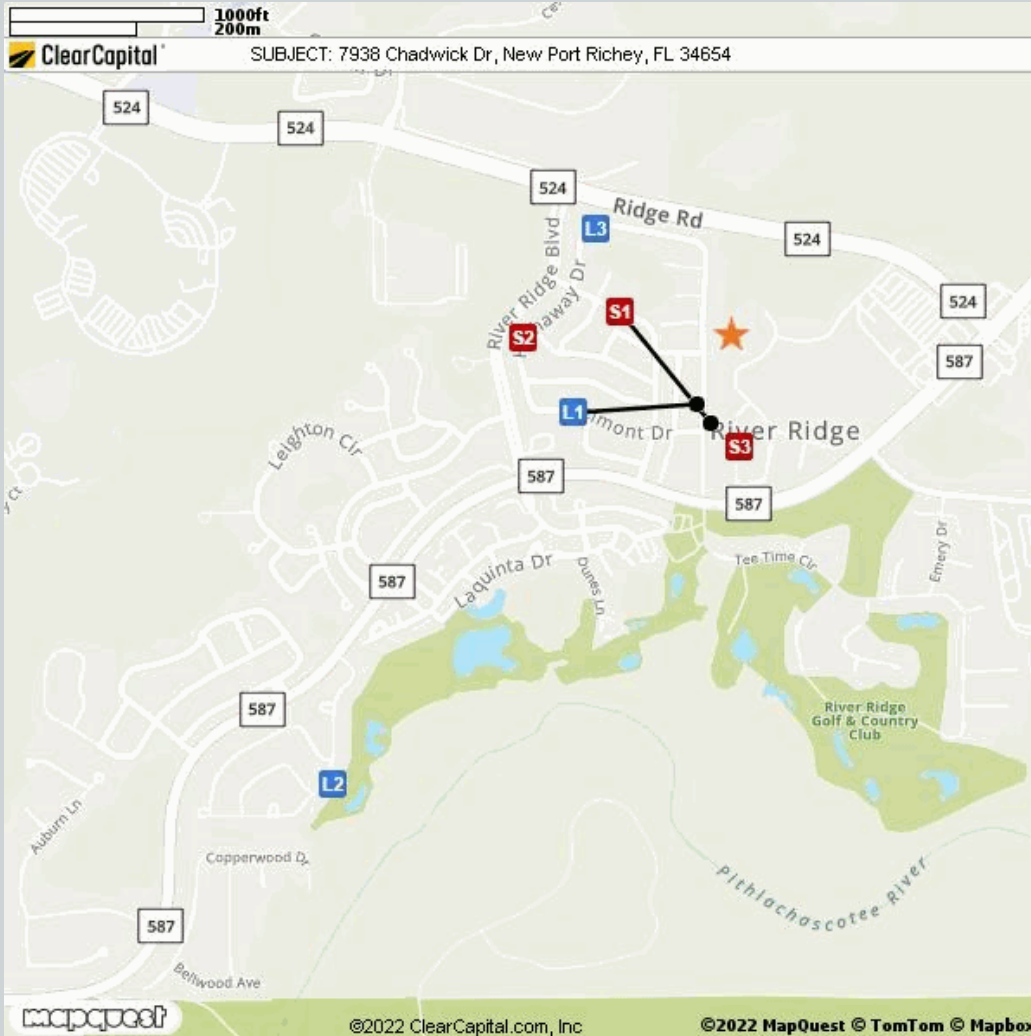 1000ft
200m
Ce
ClearCapital
SUBJECT: 7938 Chadwick Dr, New Port Richey, FL 34654
524
524
524
Ridge Rd
524
L3
River Ridge Blvd
524
S1
587
S2
L1
mont Dr
River Ridge
S3
Leighton Cir
587
587
y Ct
Laquinta Dr
Dunes Ln
Tee Time Cir
Emery Dr
587
587
River Ridge
Golf & Country
Club
L2
Auburn Ln
Copperwood Dr
Pithlachascotee River
587
Bellwood Ave
mapquest
©2022 ClearCapital.com, Inc
©2022 MapQuest © TomTom © Mapbox